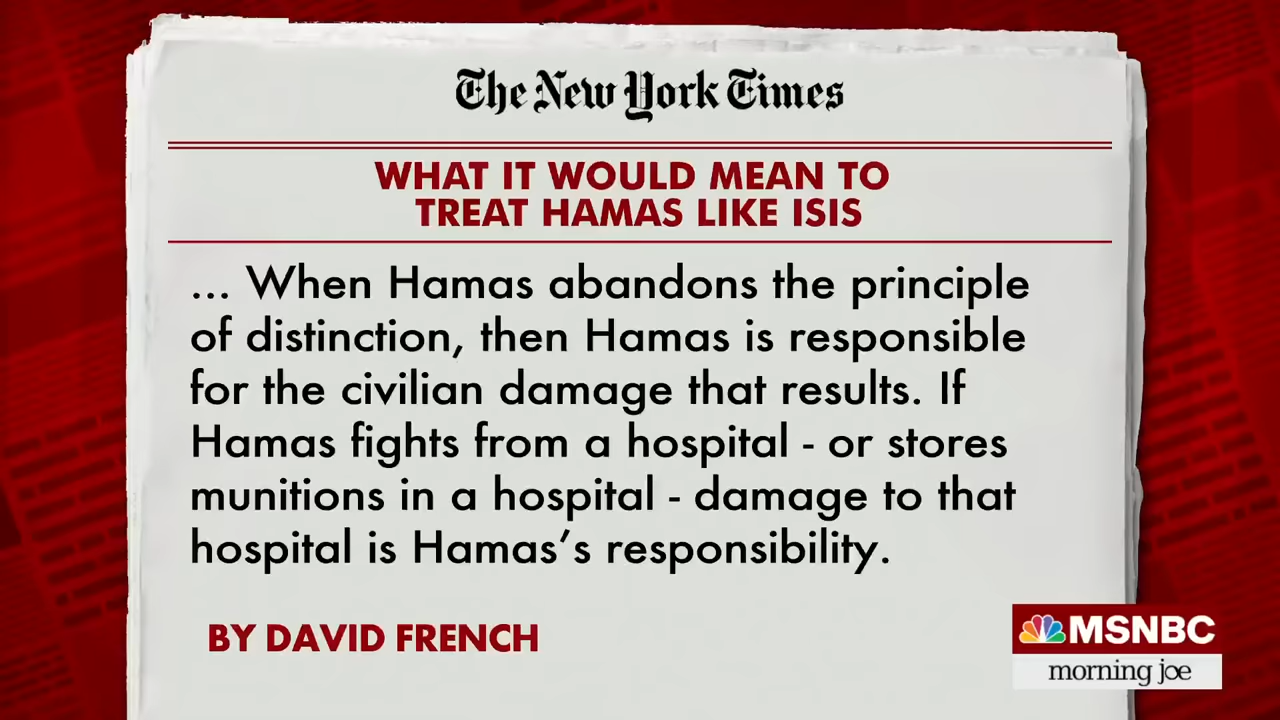 The New York Times
WHAT IT WOULD MEAN TO
TREAT HAMAS LIKE ISIS
... When Hamas abandons the principle
of distinction, then Hamas is responsible
for the civilian damage that results. If
Hamas fights from a hospital - or stores
munitions in a hospital - damage to that
hospital is Hamas’s responsibility.
BY DAVID FRENCH
MSNBC
morning joe